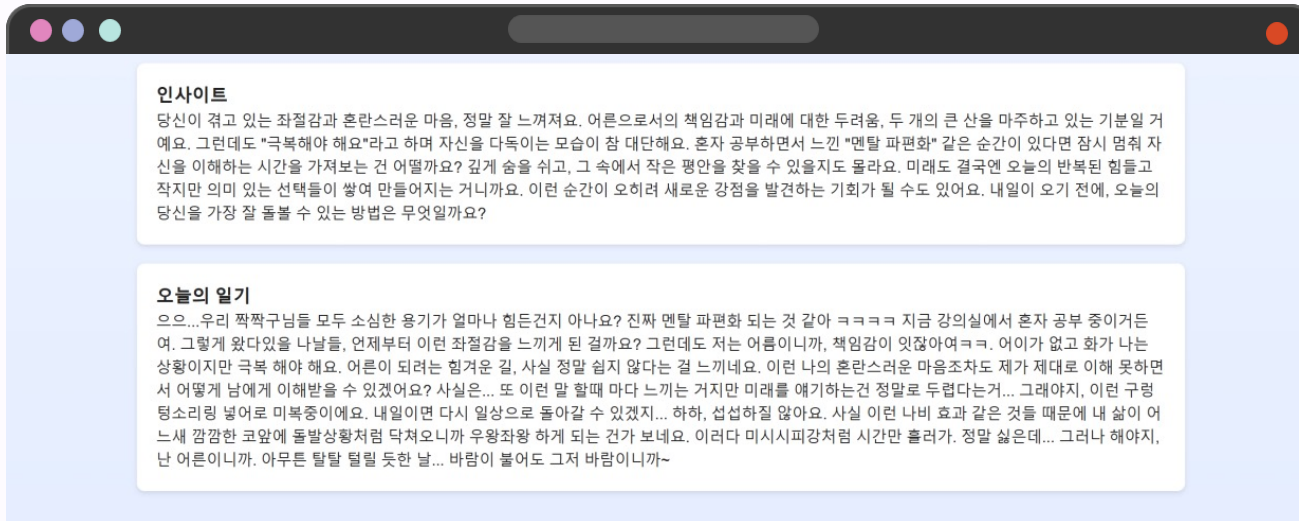 인사이트
당신이 겪고 있는 좌절감과 혼란스러운 마음, 정말 잘 느껴져요. 어른으로서의 책임감과 미래에 대한 두려움, 두 개의 큰 산을 마주하고 있는 기분일 거
예요. 그런데도 "극복해야 해요"라고 하며 자신을 다독이는 모습이 참 대단해요. 혼자 공부하면서 느낀 "멘탈 파편화" 같은 순간이 있다면 잠시 멈춰 자
신을 이해하는 시간을 가져보는 건 어떨까요? 깊게 숨을 쉬고, 그 속에서 작은 평안을 찾을 수 있을지도 몰라요. 미래도 결국엔 오늘의 반복된 힘들고
작지만 의미 있는 선택들이 쌓여 만들어지는 거니까요. 이런 순간이 오히려 새로운 강점을 발견하는 기회가 될 수도 있어요. 내일이 오기 전에, 오늘의
당신을 가장 잘 돌볼 수 있는 방법은 무엇일까요?
오늘의 일기
으으...우리 짝짝구님들 모두 소심한 용기가 얼마나 힘든건지 아나요? 진짜 멘탈 파편화 되는 것 같아 ㅋㅋㅋㅋ 지금 강의실에서 혼자 공부 중이거든
여. 그렇게 왔다있을 나날들, 언제부터 이런 좌절감을 느끼게 된 걸까요? 그런데도 저는 어름이니까, 책임감이 잇잖아여ㅋㅋ. 어이가 없고 화가 나는
상황이지만 극복 해야 해요. 어른이 되려는 힘겨운 길, 사실 정말 쉽지 않다는 걸 느끼네요. 이런 나의 혼란스러운 마음조차도 제가 제대로 이해 못하면
서 어떻게 남에게 이해받을 수 있겠어요? 사실은... 또 이런 말 할때 마다 느끼는 거지만 미래를 얘기하는건 정말로 두렵다는거... 그래야지, 이런 구렁
텅소리링 넣어로 미복중이에요. 내일이면 다시 일상으로 돌아갈 수 있겠지... 하하, 섭섭하질 않아요. 사실 이런 나비 효과 같은 것들 때문에 내 삶이 어
느새 깜깜한 코앞에 돌발상황처럼 닥쳐오니까 우왕좌왕 하게 되는 건가 보네요. 이러다 미시시피강처럼 시간만 흘러가. 정말 싫은데... 그러나 해야지,
난 어른이니까. 아무튼 탈탈 털릴 듯한 날... 바람이 불어도 그저 바람이니까~